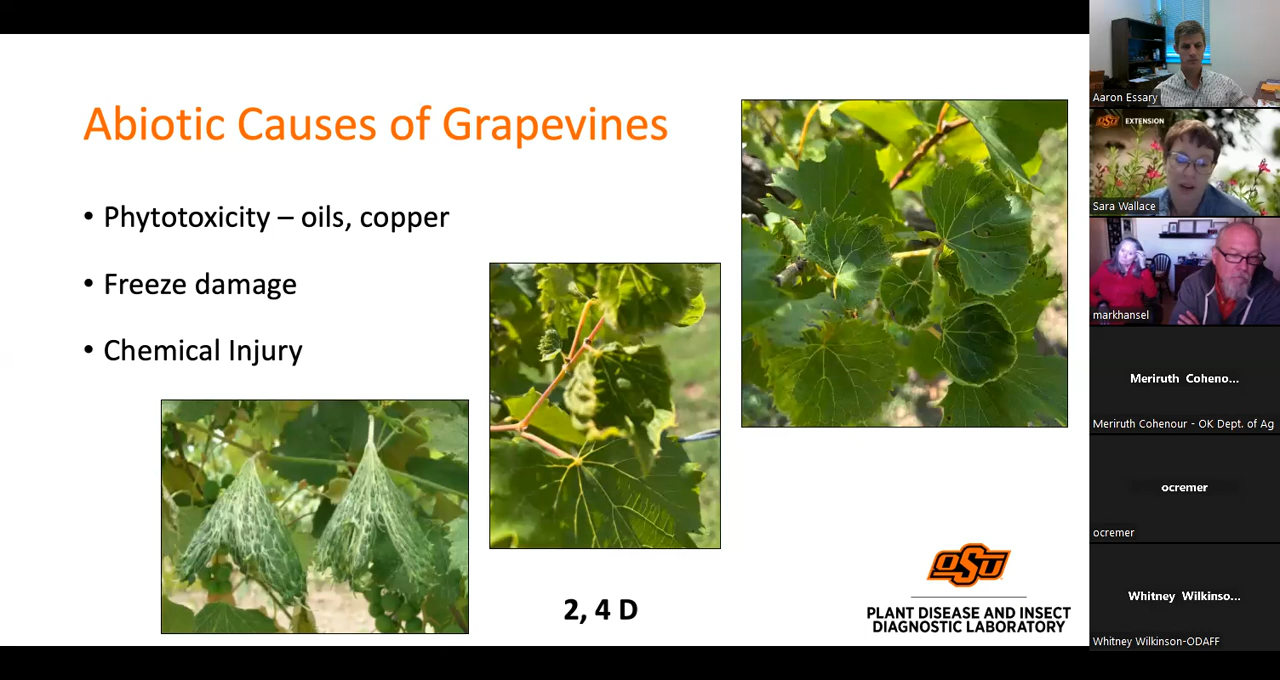 Abiotic Causes of Grapevines
• Phytotoxicity – oils, copper
• Freeze damage
• Chemical Injury
2, 4 D
OSU
PLANT DISEASE AND INSECT
DIAGNOSTIC LABORATORY
Aaron Essary
OSU EXTENSION
Sara Wallace
markhansel
Meriruth Coheno...
Meriruth Cohenour - OK Dept. of Ag
ocremer
ocremer
Whitney Wilkinso...
Whitney Wilkinson-ODAFF